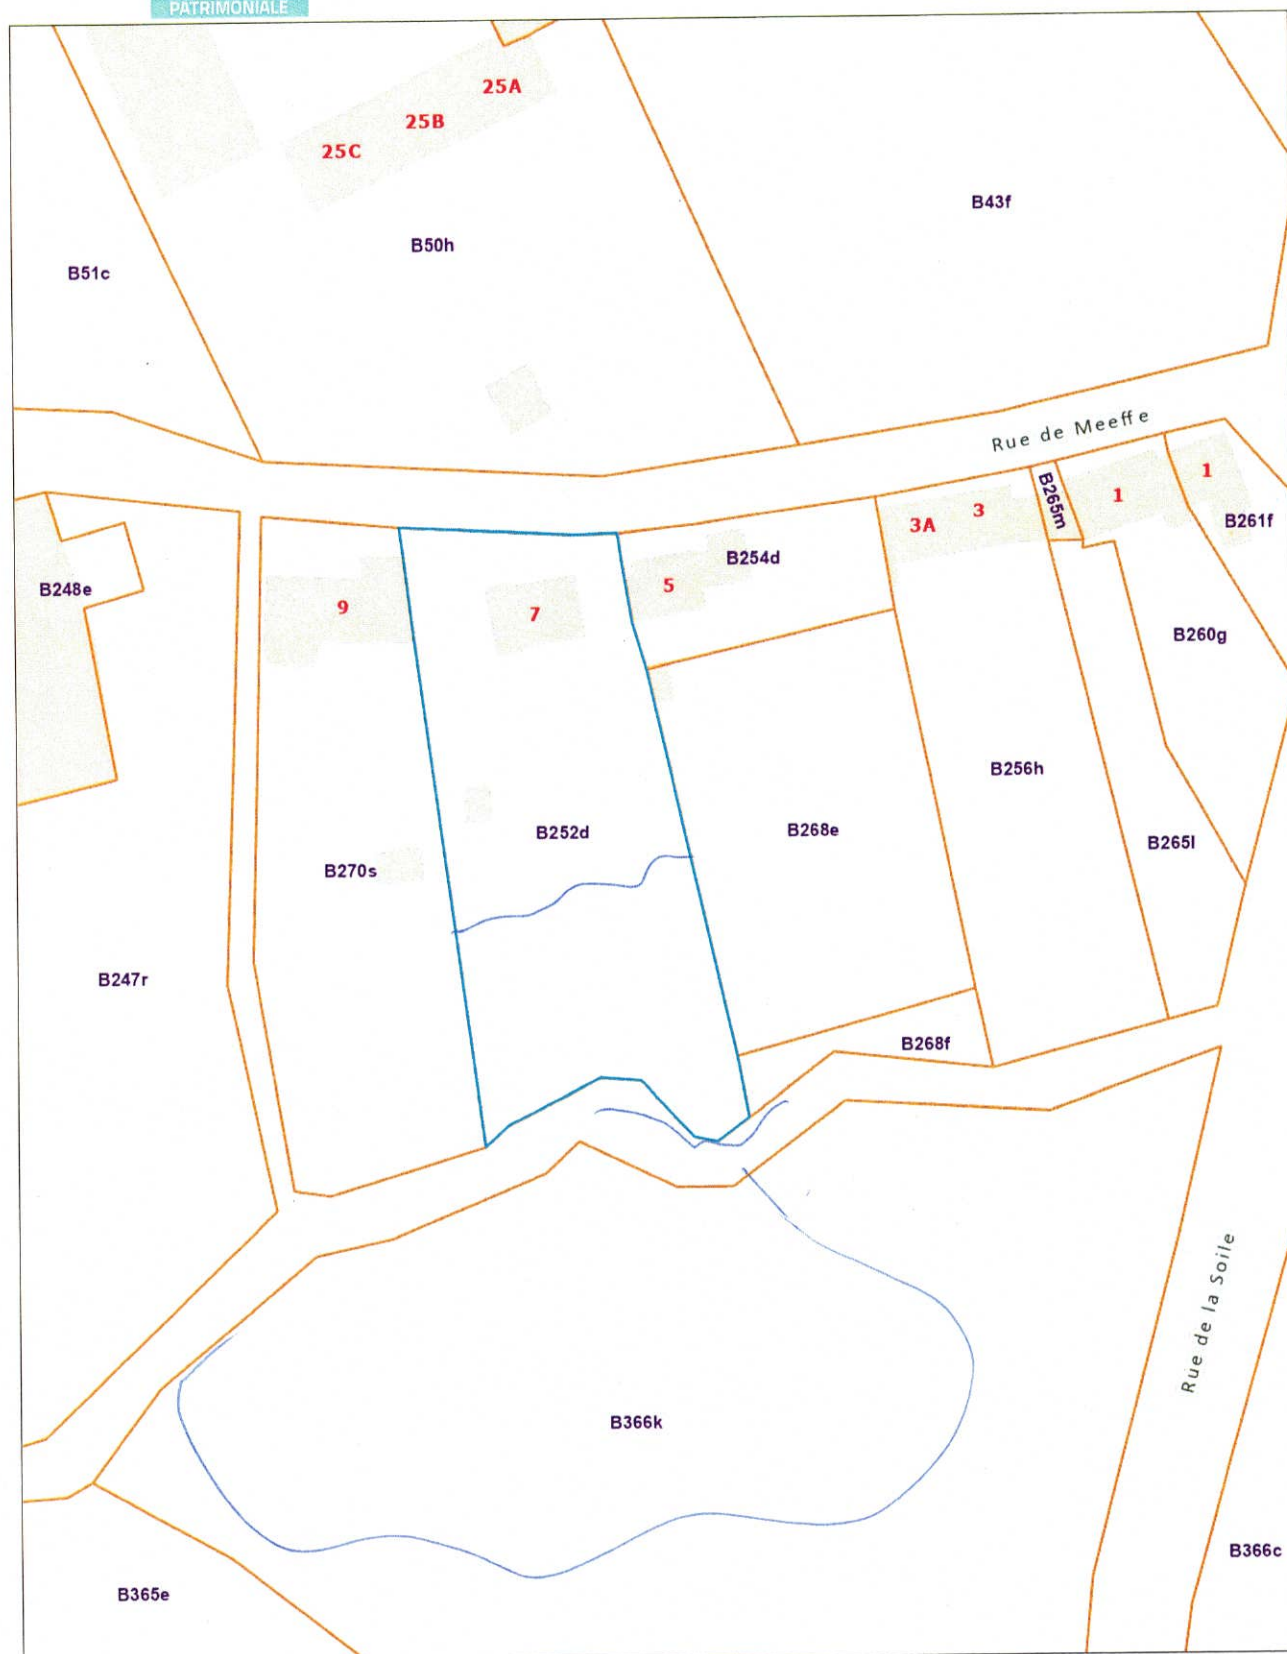 PATRIMONIALE
25A
25B
25C
B43f
B50h
B51c
Rue de Meeffe
1
1
B265m
3
3A
B261f
B254d
5
B248e
9
7
B260g
B256h
B252d
B268e
B265l
B270s
B247r
B268f
Rue de la Soile
B366k
B366c
B365e